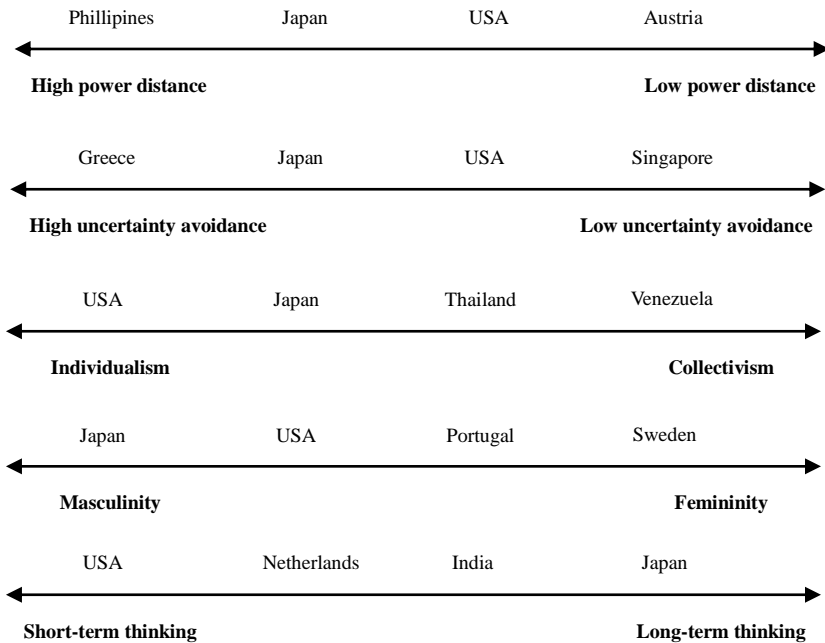 Phillipines Japan USA Austria
High power distance Low power distance
Greece Japan USA Singapore
High uncertainty avoidance Low uncertainty avoidance
USA Japan Thailand Venezuela
Individualism Collectivism
Japan USA Portugal Sweden
Masculinity Femininity
USA Netherlands India Japan
Short-term thinking Long-term thinking